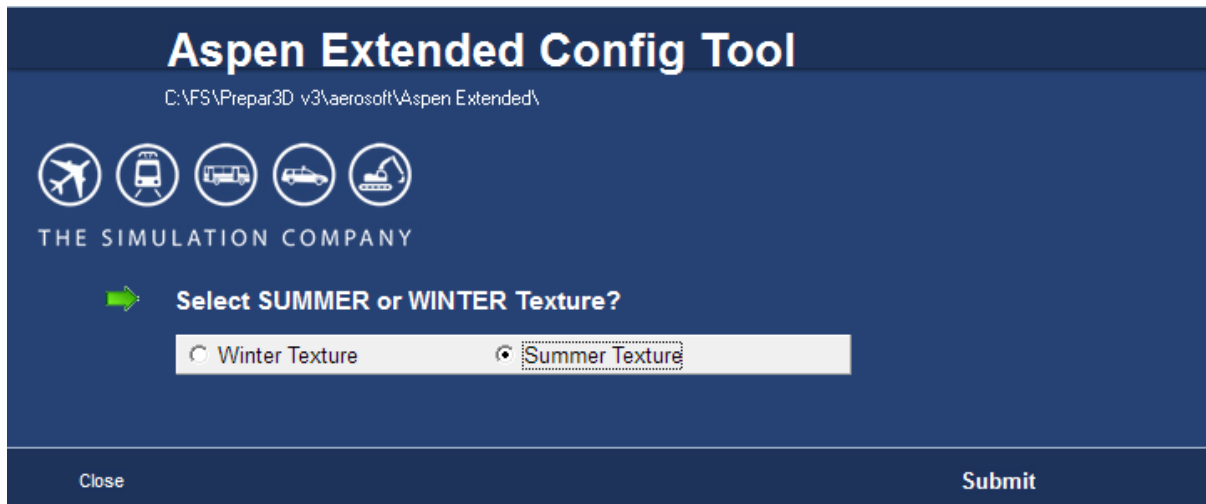 Aspen Extended Config Tool
C:\FS\Prepar3D v3\aerosoft\Aspen Extended\
THE SIMULATION COMPANY
Select SUMMER or WINTER Texture?
Winter Texture Summer Texture
Close Submit